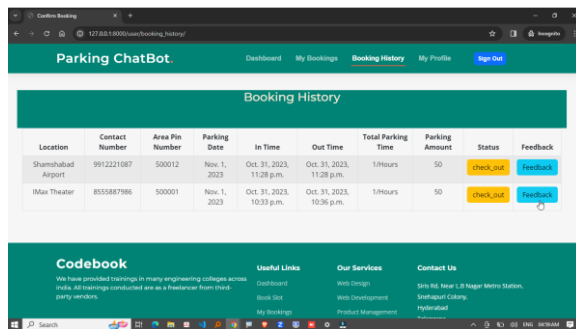 Confirm Booking
127.0.0.1:8000/user/booking_history/
Incognito
Parking ChatBot.
Dashboard My Bookings Booking History My Profile Sign Out
Booking History
Location Contact Number Area Pin Number Parking Date In Time Out Time Total Parking Time Parking Amount Status Feedback
Shamshabad Airport 9912221087 500012 Nov. 1, 2023 Oct. 31, 2023, 11:28 p.m. Oct. 31, 2023, 11:28 p.m. 1/Hours 50 check_out Feedback
IMax Theater 8555887986 500001 Nov. 1, 2023 Oct. 31, 2023, 10:33 p.m. Oct. 31, 2023, 10:36 p.m. 1/Hours 50 check_out Feedback
Codebook
We have provided trainings in many engineering colleges across
india. All trainings conducted are as a freelancer from third-
party vendors.
Useful Links
Dashboard
Book Slot
My Bookings
Our Services
Web Design
Web Development
Product Management
Contact Us
Siris Rd, Near L.B Nagar Metro Station,
Snehapuri Colony,
Hyderabad
Search
ENG